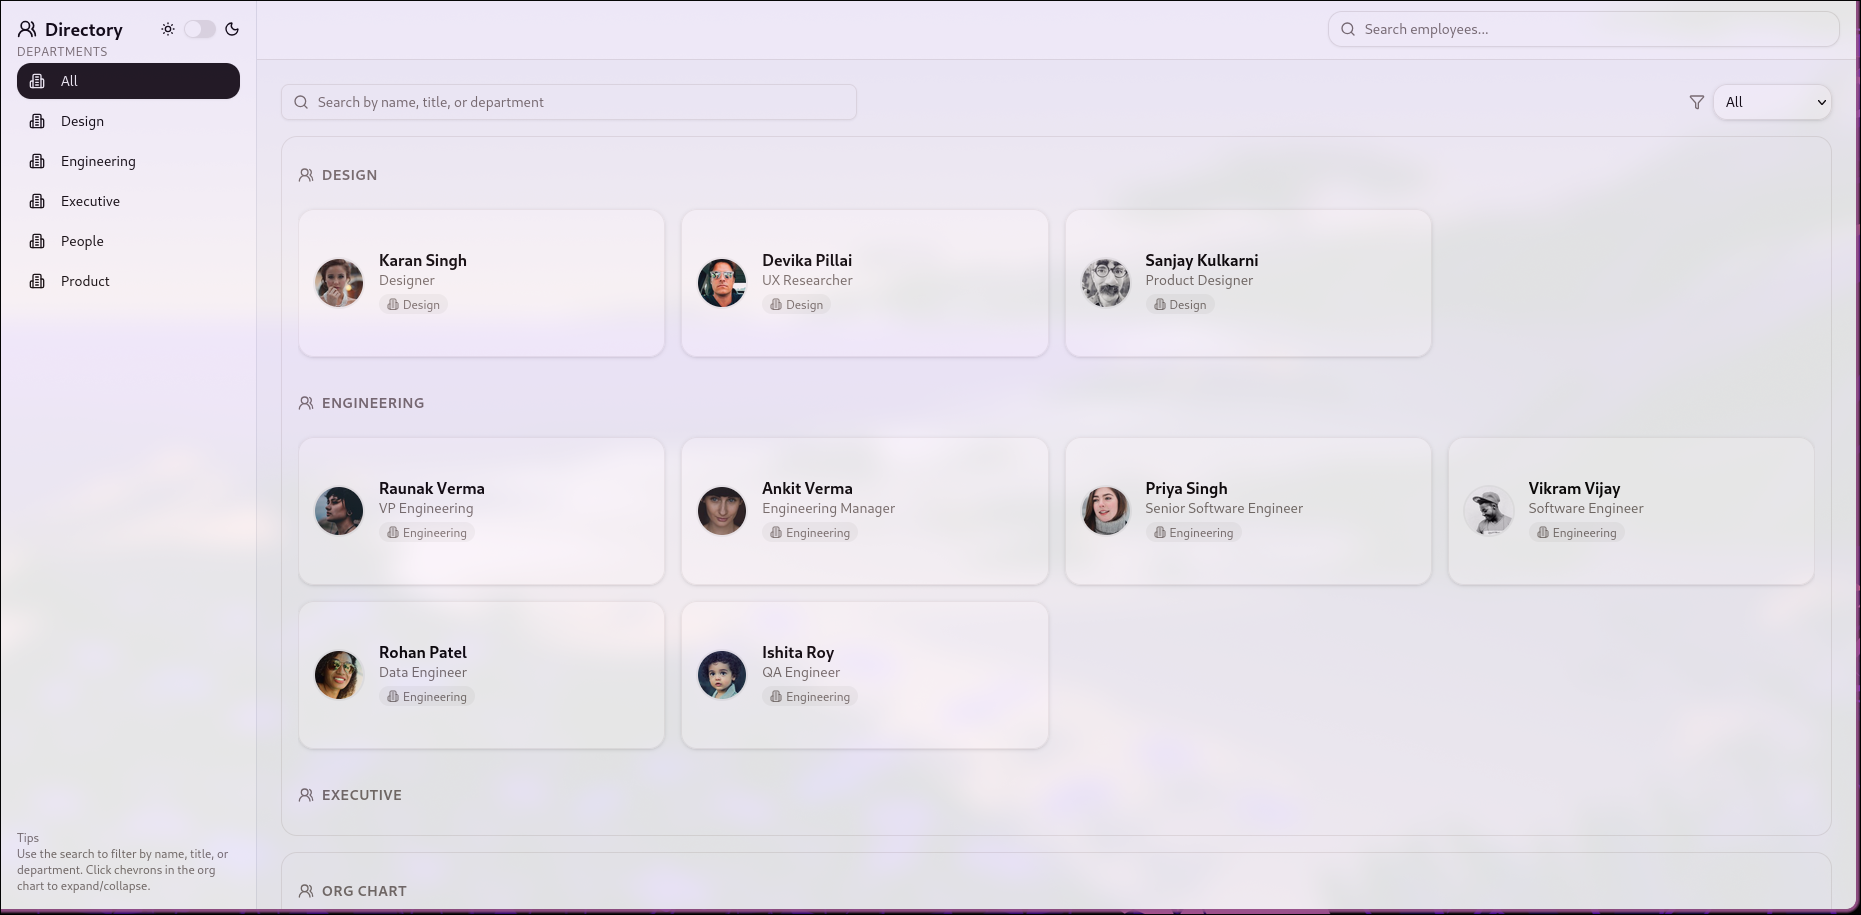 Directory
DEPARTMENTS
All
Design
Engineering
Executive
People
Product
Tips
Use the search to filter by name, title, or
department. Click chevrons in the org
chart to expand/collapse.
Search employees...
Search by name, title, or department
All
DESIGN
Karan Singh
Designer
Design
Devika Pillai
UX Researcher
Design
Sanjay Kulkarni
Product Designer
Design
ENGINEERING
Raunak Verma
VP Engineering
Engineering
Ankit Verma
Engineering Manager
Engineering
Priya Singh
Senior Software Engineer
Engineering
Vikram Vijay
Software Engineer
Engineering
Rohan Patel
Data Engineer
Engineering
Ishita Roy
QA Engineer
Engineering
EXECUTIVE
ORG CHART